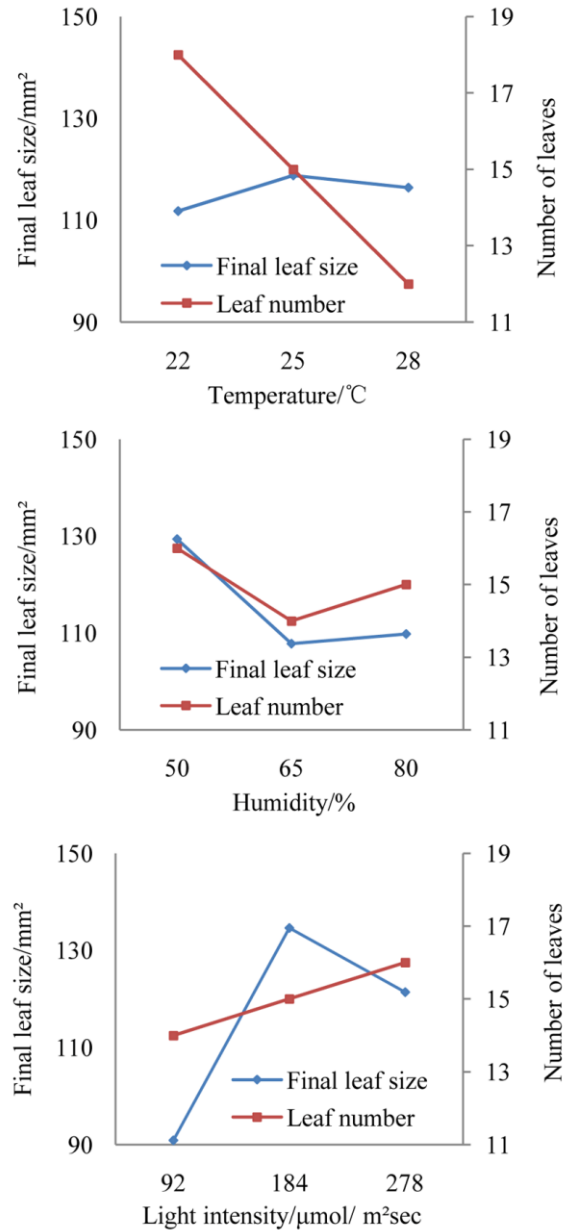 150
130
110
90
Final leaf size/mm²
19
17
15
13
11
Number of leaves
Final leaf size
Leaf number
22 25 28
Temperature/℃
150
130
110
90
Final leaf size/mm²
19
17
15
13
11
Number of leaves
Final leaf size
Leaf number
50 65 80
Humidity/%
150
130
110
90
Final leaf size/mm²
19
17
15
13
11
Number of leaves
Final leaf size
Leaf number
92 184 278
Light intensity/μmol/ m²sec